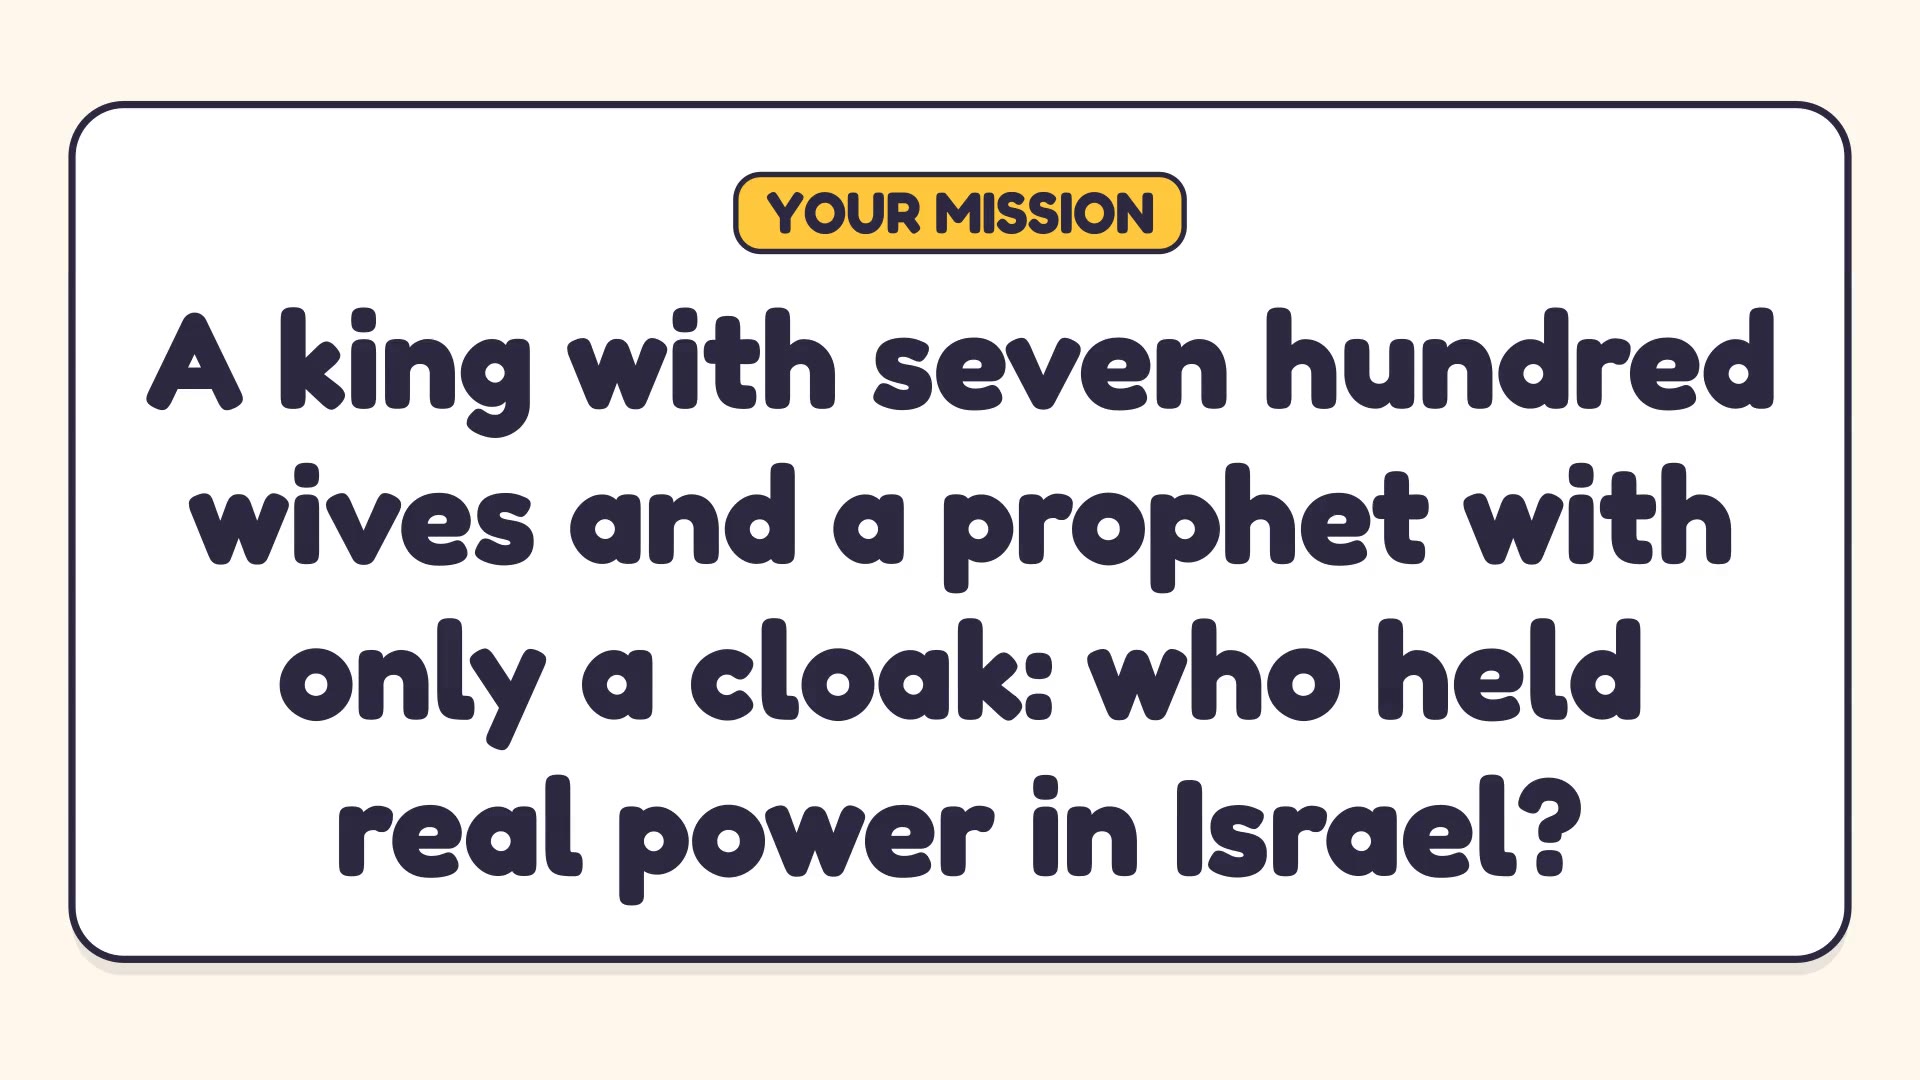 YOUR MISSION
A king with seven hundred
wives and a prophet with
only a cloak: who held
real power in Israel?